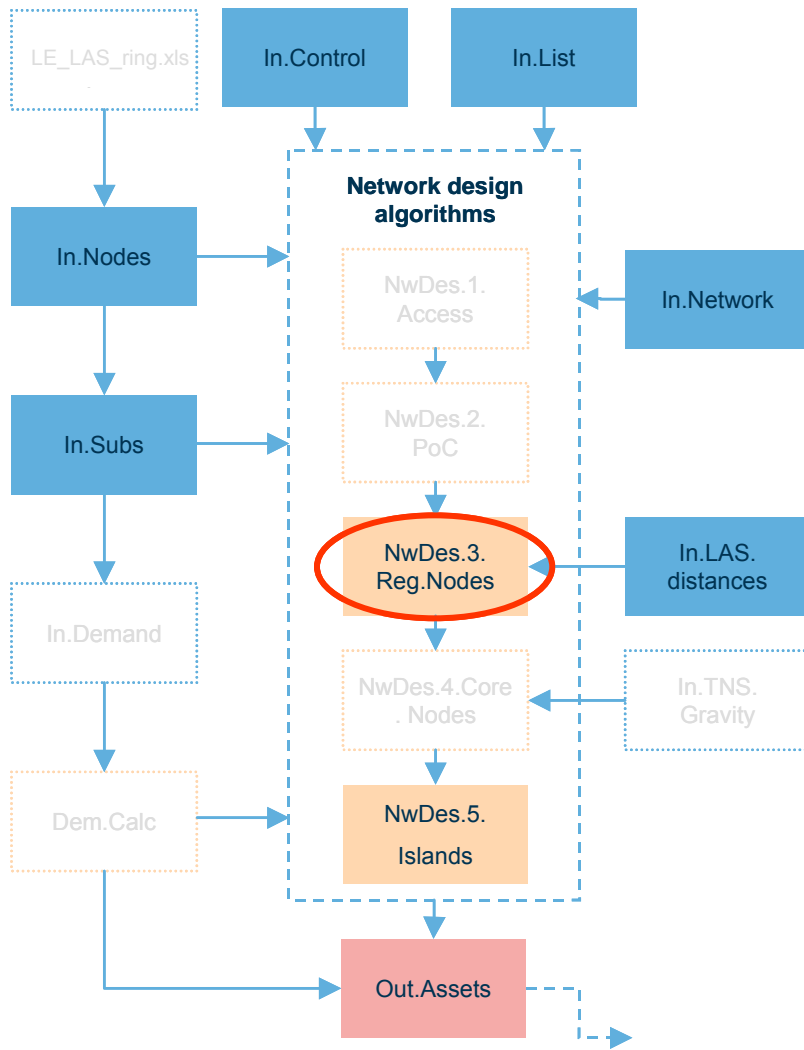 LE_LAS_ring.xls
.
In.Control
In.List
Network design
algorithms
In.Nodes
NwDes.1.
Access
In.Network
In.Subs
NwDes.2.
PoC
NwDes.3.
Reg.Nodes
In.LAS.
distances
In.Demand
NwDes.4.Core
. Nodes
In.TNS.
Gravity
Dem.Calc
NwDes.5.
Islands
Out.Assets